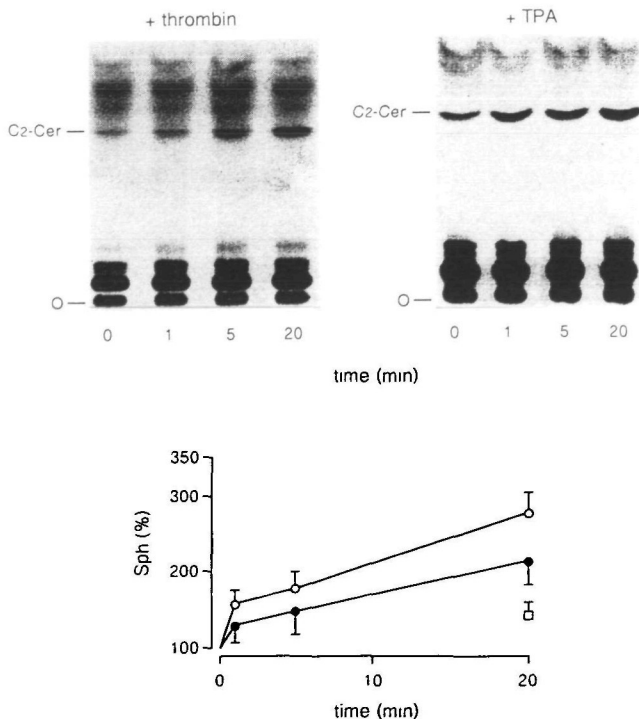 + thrombin
+ TPA
C2-Cer
C2-Cer
O
O
0 1 5 20
0 1 5 20
time (min)
350
300
Sph (%)
200
100
0 10 20
time (min)